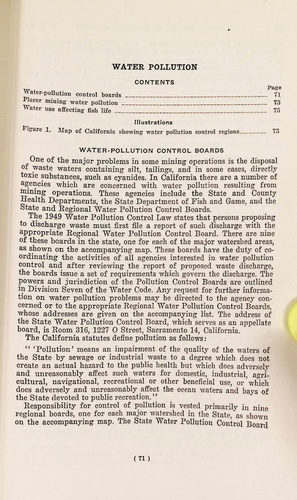 WATER POLLUTION
CONTENTS
Page
Water-pollution control boards 71
Placer mining water pollution 73
Water use affecting fish life 75
Illustrations
Figure 1. Map of California showing water pollution control regions 73
WATER-POLLUTION CONTROL BOARDS
One of the major problems in some mining operations is the disposal
of waste waters containing silt, tailings, and in some cases, directly
toxic substances, such as cyanides. In California there are a number of
agencies which are concerned with water pollution resulting from
mining operations. These agencies include the State and County
Health Departments, the State Department of Fish and Game, and the
State and Regional Water Pollution Control Boards.
The 1949 Water Pollution Control Law states that persons proposing
to discharge waste must first file a report of such discharge with the
appropriate Regional Water Pollution Control Board. There are nine
of these boards in the state, one for each of the major watershed areas,
as shown on the accompanying map. These boards have the duty of co-
ordinating the activities of all agencies interested in water pollution
control and after reviewing the report of proposed waste discharge,
the boards issue a set of requirements which govern the discharge. The
powers and jurisdiction of the Pollution Control Boards are outlined
in Division Seven of the Water Code. Any request for further informa-
tion on water pollution problems may be directed to the agency con-
cerned or to the appropriate Regional Water Pollution Control Boards,
whose addresses are given on the accompanying list. The address of
the State Water Pollution Control Board, which serves as an appellate
board, is Room 316, 1227 O Street, Sacramento 14, California.
The California statutes define pollution as follows:
" 'Pollution' means an impairment of the quality of the waters of
the State by sewage or industrial waste to a degree which does not
create an actual hazard to the public health but which does adversely
and unreasonably affect such waters for domestic, industrial, agri-
cultural, navigational, recreational or other beneficial use, or which
does adversely and unreasonably affect the ocean waters and bays of
the State devoted to public recreation."
Responsibility for control of pollution is vested primarily in nine
regional boards, one for each major watershed in the State, as shown
on the accompanying map. The State Water Pollution Control Board
( 71 )